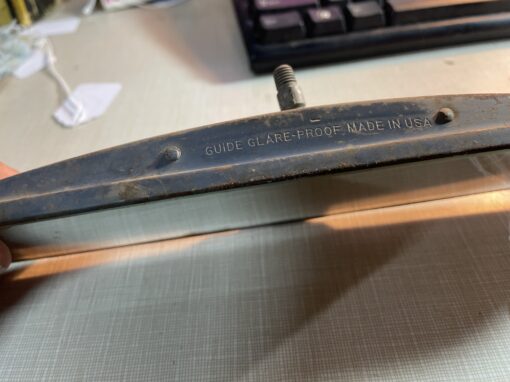 GUIDE GLARE-PROOF MADE IN USA